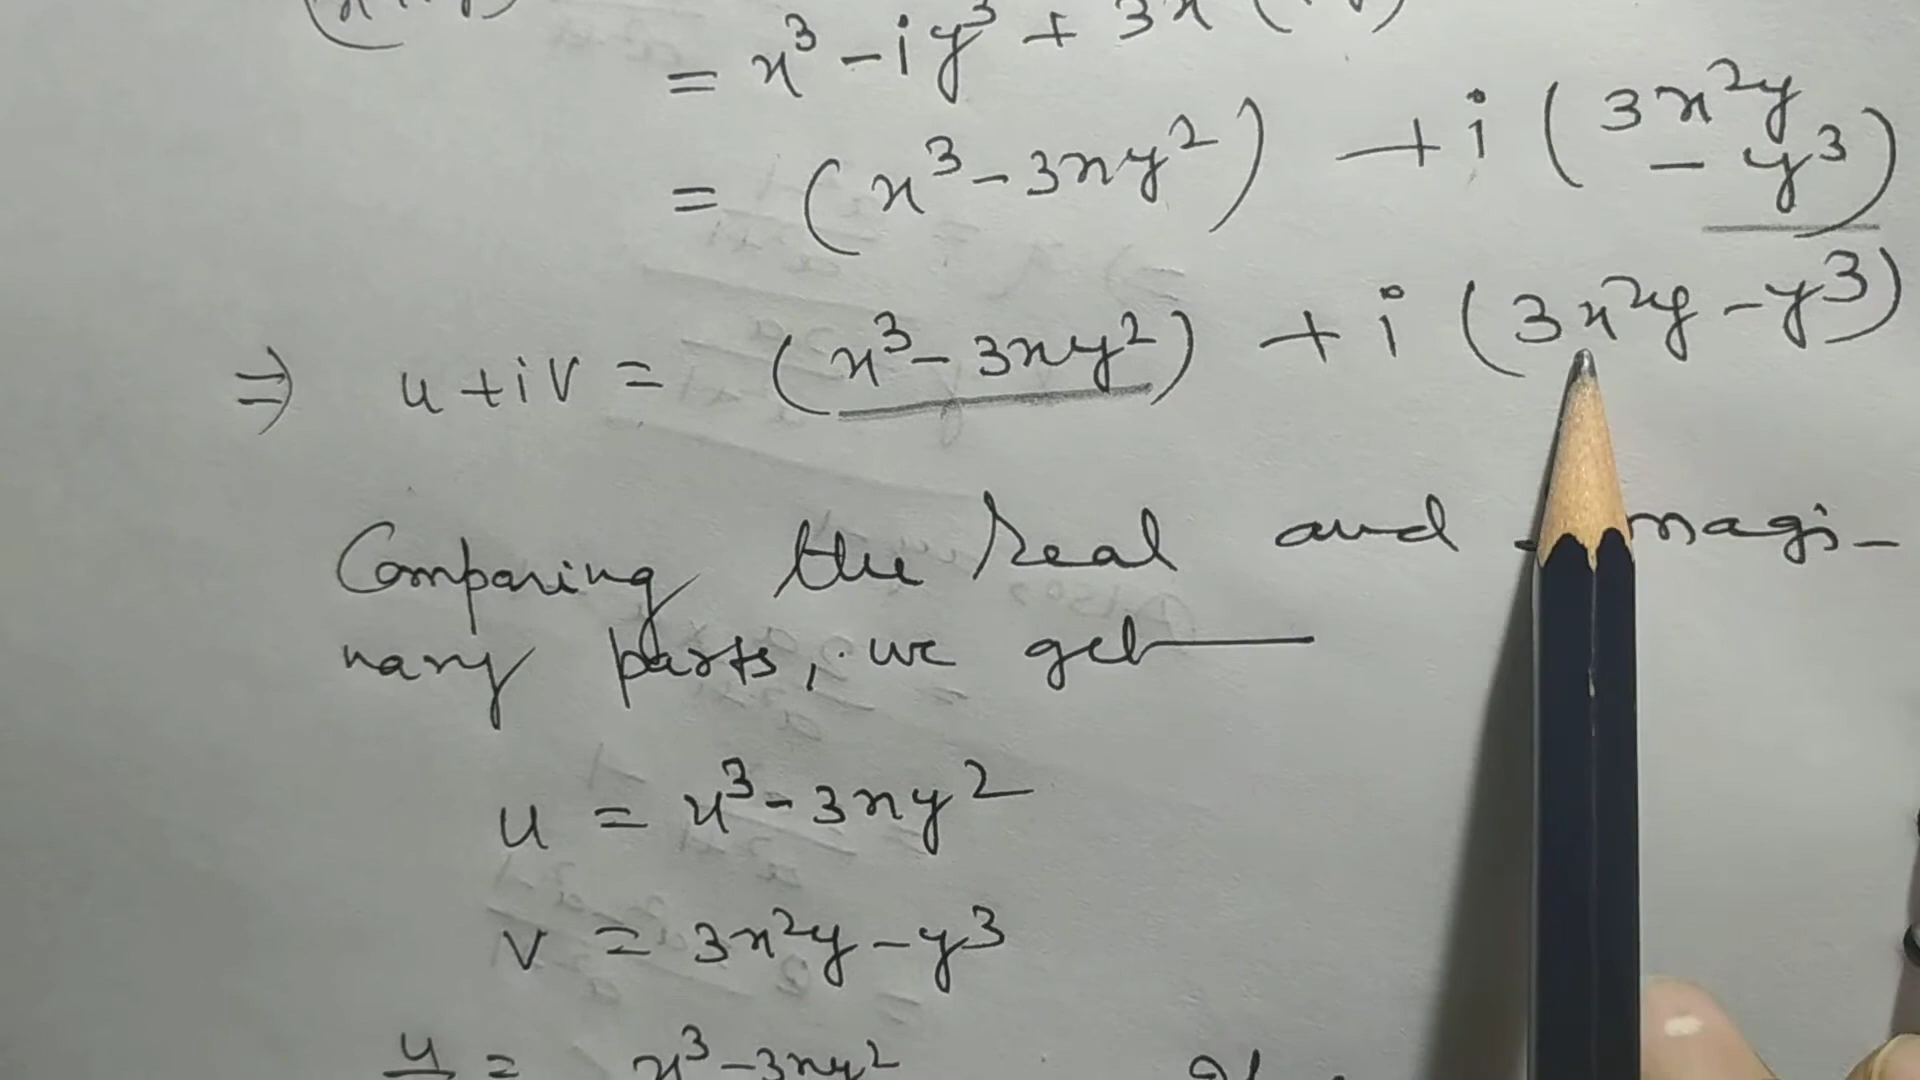 = x³ - iy³ + 3x (
= (x³ - 3xy²) + i (3x²y - y³)
⇒ u + iv = (x³ - 3xy²) + i (3x²y - y³)
Comparing the real and imagi-
nary parts, we get —
u = x³ - 3xy²
v = 3x²y - y³
u = x³ - 3xy²